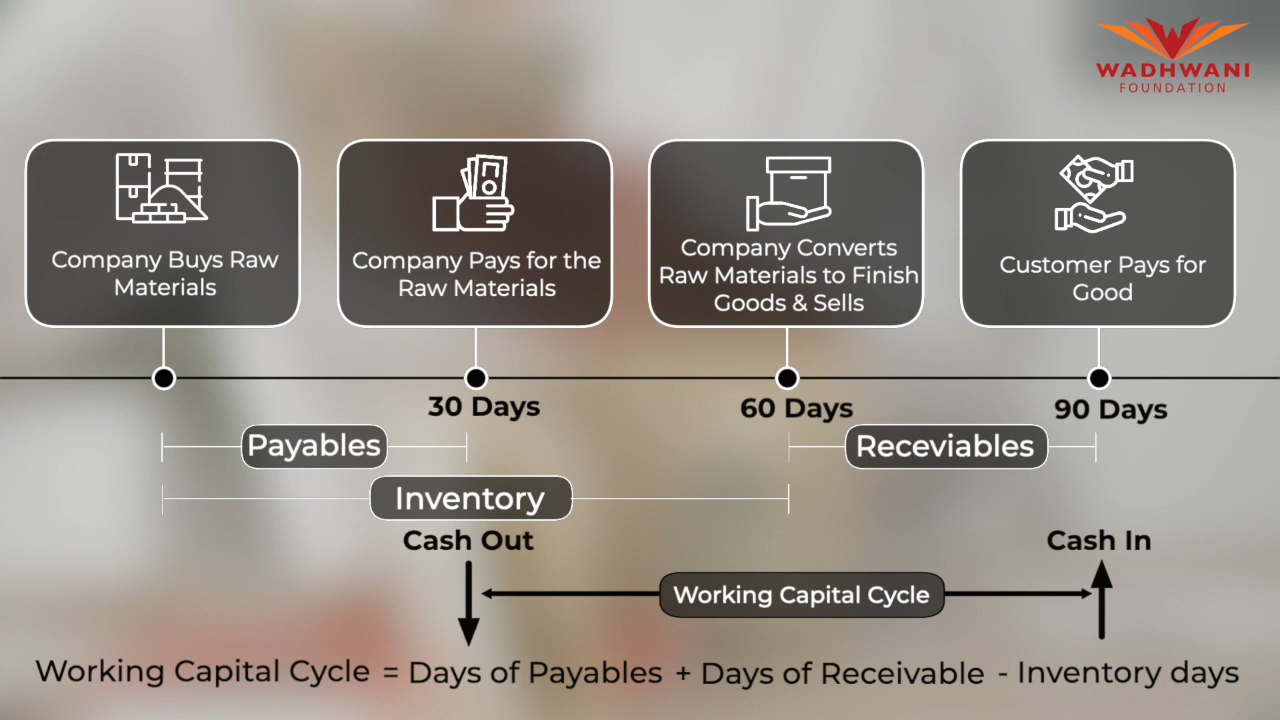 WADHWANI
FOUNDATION
Company Buys Raw
Materials
Company Pays for the
Raw Materials
Company Converts
Raw Materials to Finish
Goods & Sells
Customer Pays for
Good
30 Days
60 Days
90 Days
Payables
Receviables
Inventory
Cash Out
Cash In
Working Capital Cycle
Working Capital Cycle = Days of Payables + Days of Receivable - Inventory days